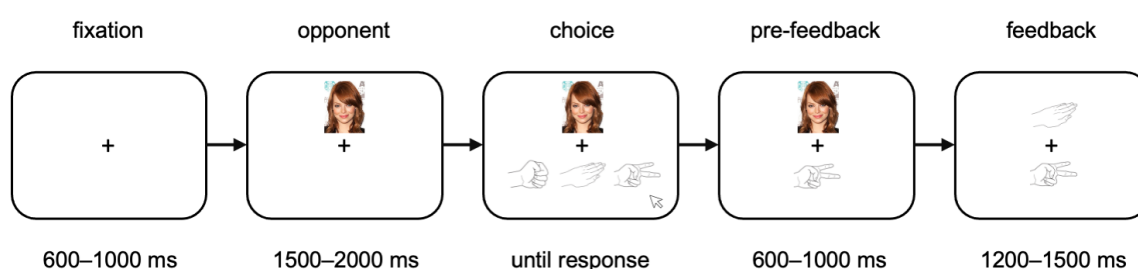 fixation
opponent
choice
pre-feedback
feedback
600–1000 ms
1500–2000 ms
until response
600–1000 ms
1200–1500 ms